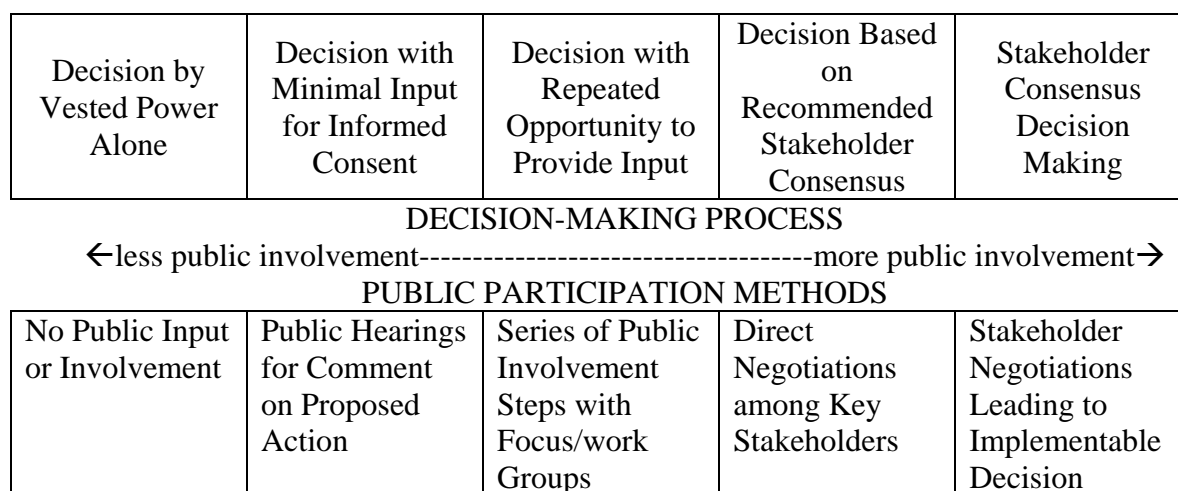 Decision by
Vested Power
Alone
Decision with
Minimal Input
for Informed
Consent
Decision with
Repeated
Opportunity to
Provide Input
Decision Based
on
Recommended
Stakeholder
Consensus
Stakeholder
Consensus
Decision
Making
DECISION-MAKING PROCESS
←less public involvement-------------------------------------more public involvement→
PUBLIC PARTICIPATION METHODS
No Public Input
or Involvement
Public Hearings
for Comment
on Proposed
Action
Series of Public
Involvement
Steps with
Focus/work
Groups
Direct
Negotiations
among Key
Stakeholders
Stakeholder
Negotiations
Leading to
Implementable
Decision